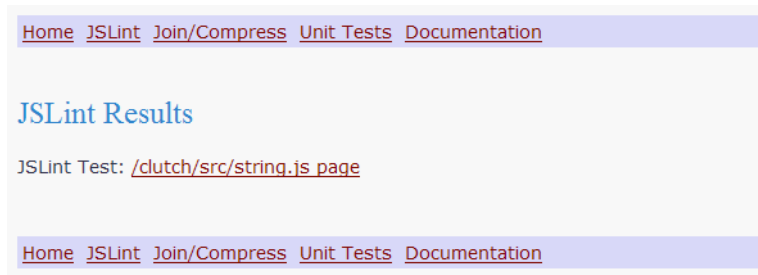 Home JSLint Join/Compress Unit Tests Documentation
JSLint Results
JSLint Test: /clutch/src/string.js page
Home JSLint Join/Compress Unit Tests Documentation